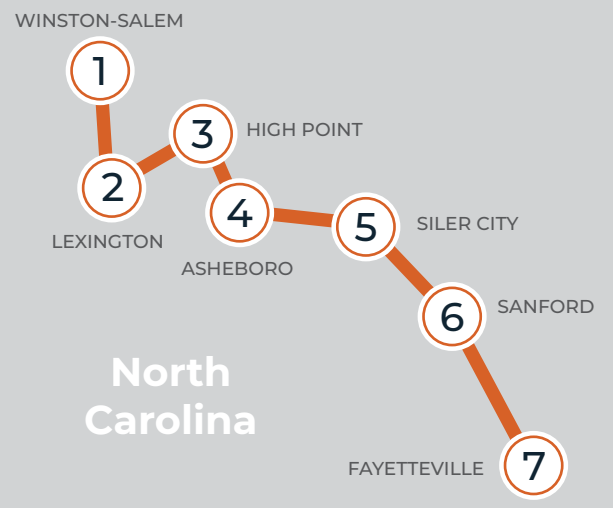 WINSTON-SALEM
1
3
HIGH POINT
2
LEXINGTON
4
ASHEBORO
5
SILER CITY
6
SANFORD
North
Carolina
7
FAYETTEVILLE